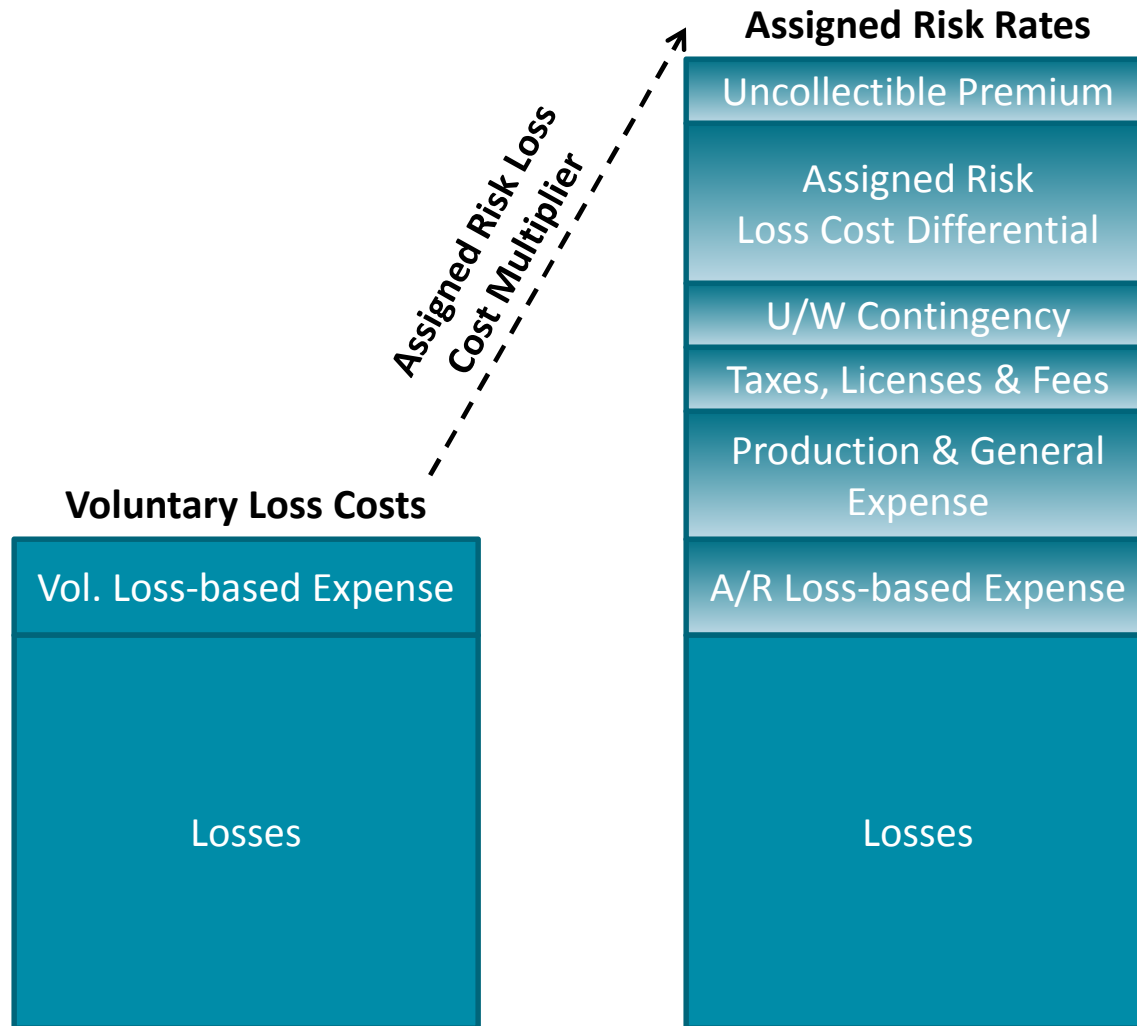 Assigned Risk Rates
Uncollectible Premium
Assigned Risk
Loss Cost Differential
U/W Contingency
Taxes, Licenses & Fees
Production & General
Expense
A/R Loss-based Expense
Losses
Assigned Risk Loss
Cost Multiplier
Voluntary Loss Costs
Vol. Loss-based Expense
Losses